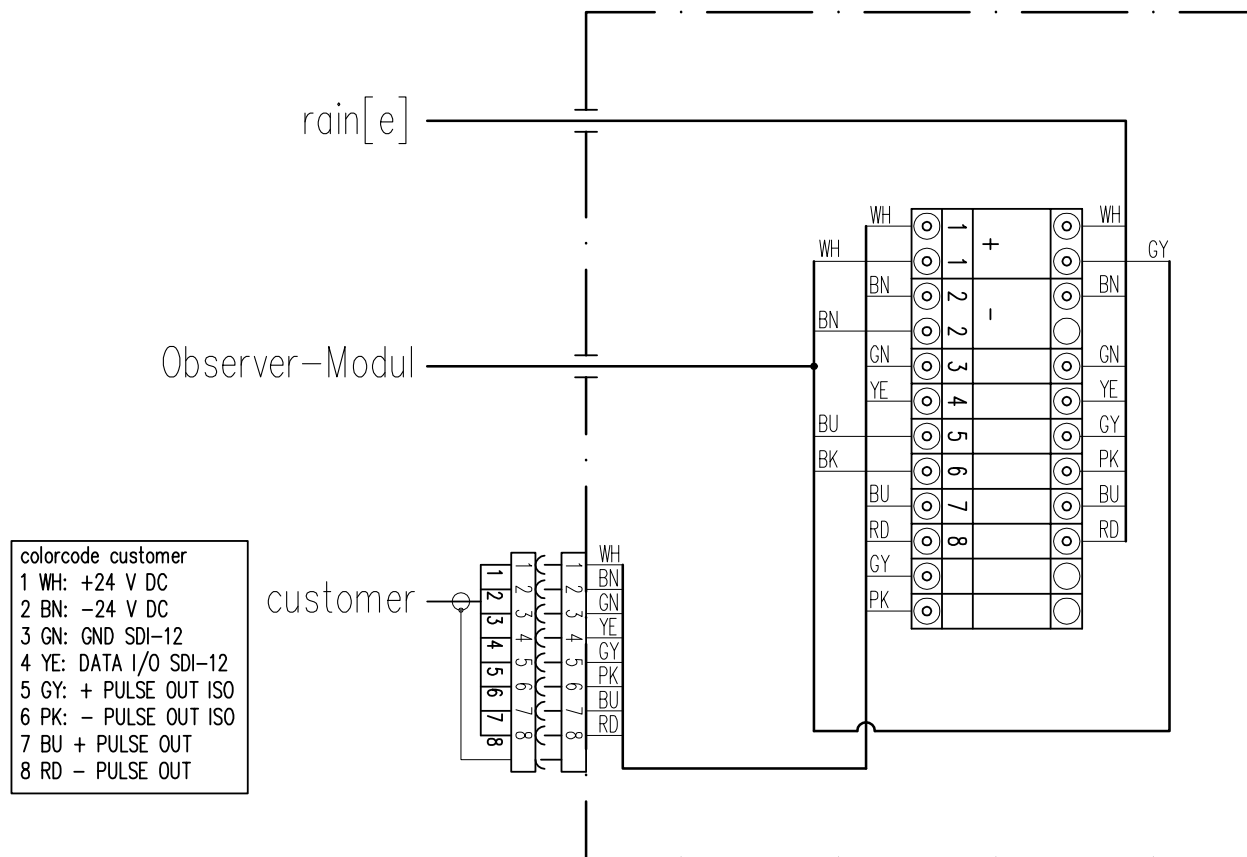 rain[e]
WH
1
WH
WH
1
+
GY
BN
2
BN
BN
2
-
Observer-Modul
GN
3
GN
YE
4
YE
BU
5
GY
BK
6
PK
BU
7
BU
RD
8
RD
GY
PK
customer
1
2
3
4
5
6
7
8
1
2
3
4
5
6
7
8
1
2
3
4
5
6
7
8
WH
BN
GN
YE
GY
PK
BU
RD
colorcode customer
1 WH: +24 V DC
2 BN: -24 V DC
3 GN: GND SDI-12
4 YE: DATA I/O SDI-12
5 GY: + PULSE OUT ISO
6 PK: - PULSE OUT ISO
7 BU + PULSE OUT
8 RD - PULSE OUT